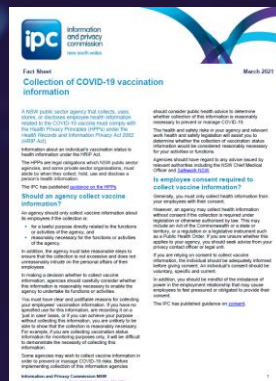 ipc
information
and privacy
commission
new south wales
Fact Sheet
March 2021
Collection of COVID-19 vaccination
information
A NSW public sector agency that collects, uses,
stores, or discloses employee health information
related to the COVID-19 vaccine must comply with
the Health Privacy Principles (HPPs) under the
Health Records and Information Privacy Act 2002
(HRIP Act).
Information about an individual's vaccination status is
health information under the HRIP Act.
The HPPs are legal obligations which NSW public sector
agencies, and some private sector organisations, must
abide by when they collect, hold, use and disclose a
person's health information.
The IPC has published guidance on the HPPs.
Should an agency collect vaccine
information?
An agency should only collect vaccine information about
its employees if the collection is:
• for a lawful purpose directly related to the functions
or activities of the agency, and
• reasonably necessary for the functions or activities
of the agency.
In addition, the agency must take reasonable steps to
ensure that the collection is not excessive and does not
unreasonably intrude on the personal affairs of their
employees.
In making a decision whether to collect vaccine
information, agencies should carefully consider whether
this information is reasonably necessary to enable the
agency to undertake its functions or activities.
You must have clear and justifiable reasons for collecting
your employees' vaccination information. If you have no
specified use for this information, and are recording it on a
'just in case' basis, or if you can achieve your purpose
without collecting this information, you are unlikely to be
able to show that the collection is reasonably necessary.
For example, if you are collecting vaccination status
information for monitoring purposes only, it will be difficult
to demonstrate the necessity of collecting this
information.
Some agencies may wish to collect vaccine information in
order to prevent or manage COVID-19 risks. Before
implementing collection of this information agencies
should consider public health advice to determine
whether collection of this information is reasonably
necessary to prevent or manage COVID-19.
The health and safety risks in your agency and relevant
work health and safety legislation will assist you to
determine whether the collection of vaccination status
information would be considered reasonably necessary
for your activities or functions.
Agencies should have regard to any advice issued by
relevant authorities including the NSW Chief Medical
Officer and Safework NSW.
Is employee consent required to
collect vaccine information?
Generally, you must only collect health information from
your employees with their consent.
However, an agency may collect health information
without consent if the collection is required under
legislation or otherwise authorised by law. This may
include an Act of the Commonwealth or a state or
territory, or a regulation or a legislative instrument such
as a Public Health Order. If you are unsure whether this
applies to your agency, you should seek advice from your
privacy contact officer or legal unit.
If you are relying on consent to collect vaccine
information, the individual should be adequately informed
before giving consent. An individual's consent should be
voluntary, specific and current.
In addition, you should be mindful of the imbalance of
power in the employment relationship that may cause
employees to feel pressured or obligated to provide their
consent.
The IPC has published guidance on consent.
Information and Privacy Commission NSW